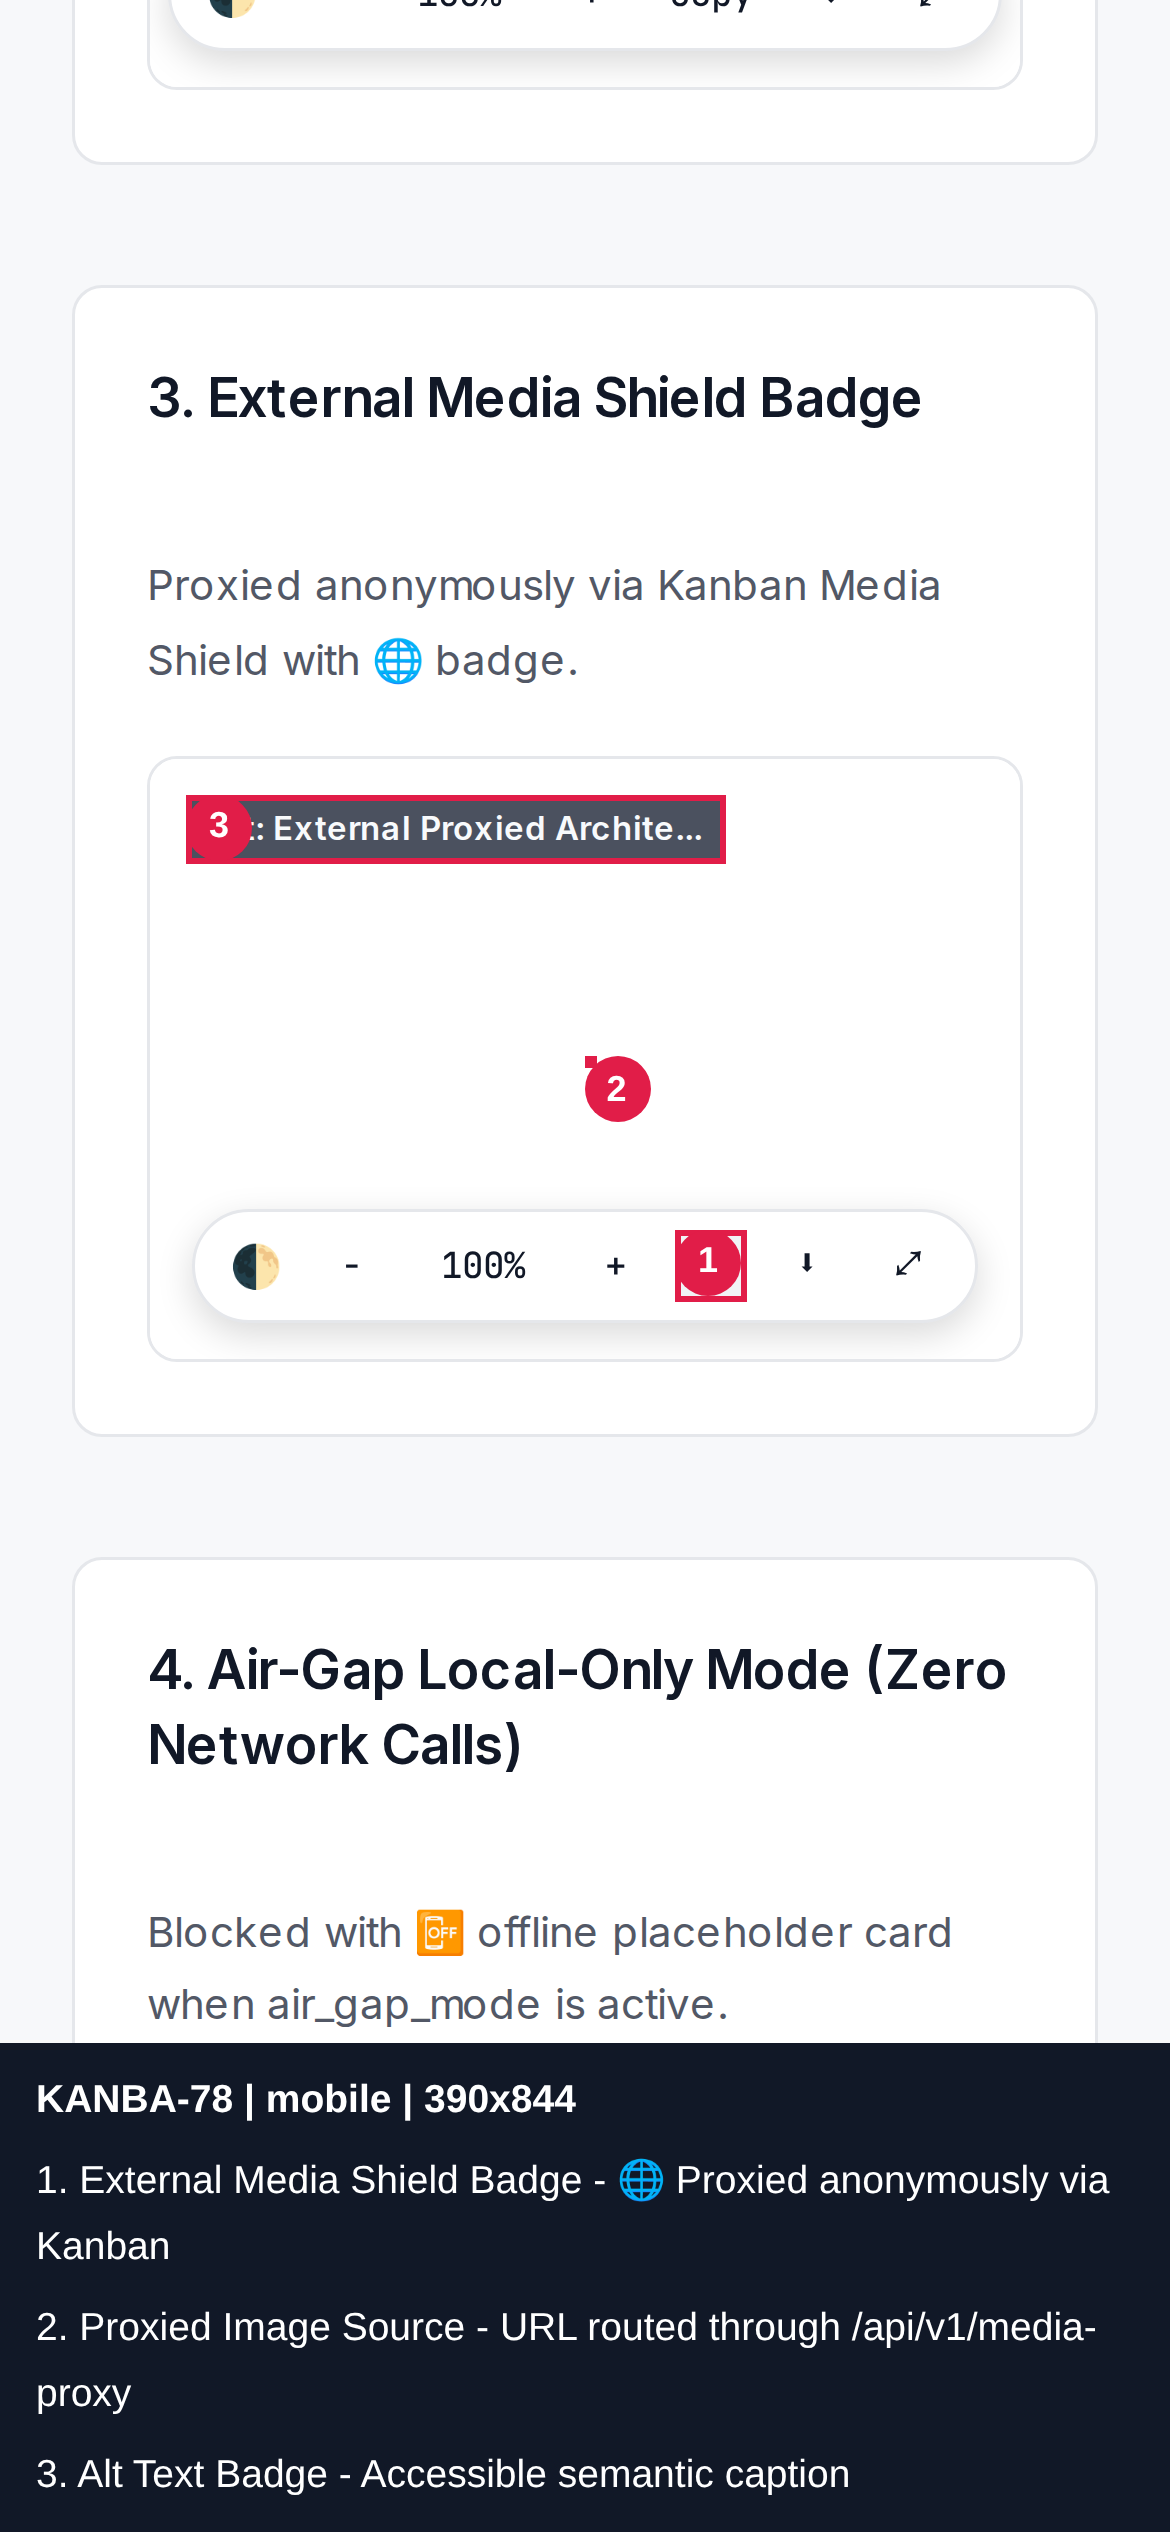 100%
+
Copy
3. External Media Shield Badge
Proxied anonymously via Kanban Media
Shield with 🌐 badge.
3
t: External Proxied Archite...
2
- 100% + 1 ⬇ ⤢
4. Air-Gap Local-Only Mode (Zero
Network Calls)
Blocked with 📴 offline placeholder card
when air_gap_mode is active.
KANBA-78 | mobile | 390x844
1. External Media Shield Badge - 🌐 Proxied anonymously via
Kanban
2. Proxied Image Source - URL routed through /api/v1/media-
proxy
3. Alt Text Badge - Accessible semantic caption